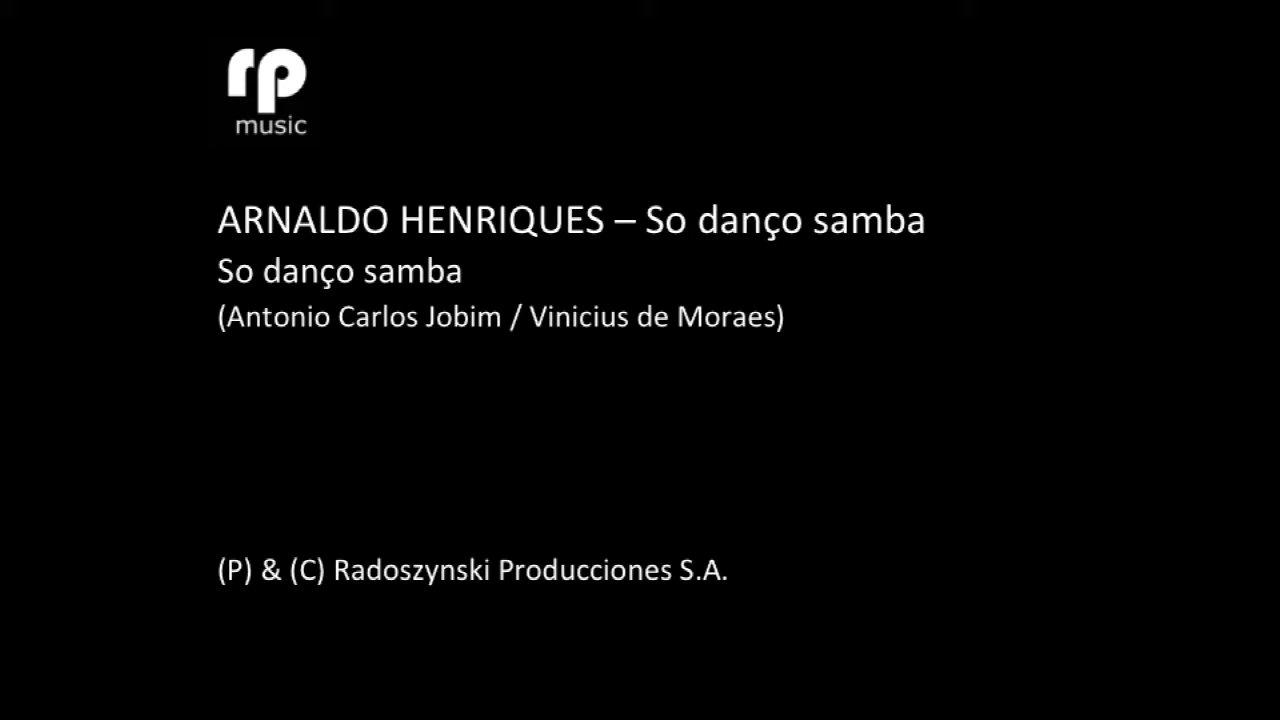 rp
music
ARNALDO HENRIQUES – So danço samba
So danço samba
(Antonio Carlos Jobim / Vinicius de Moraes)
(P) & (C) Radoszynski Producciones S.A.